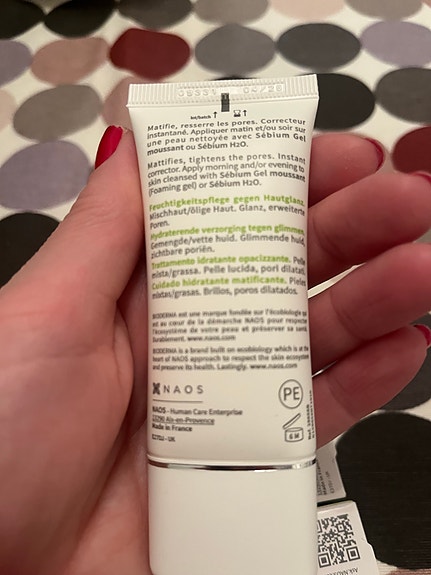 04/2
lot/batch ↑
Matifie, resserre les pores. Correcteur
instantané. Appliquer matin et/ou soir sur
une peau nettoyée avec Sébium Gel
moussant ou Sébium H2O.
Mattifies, tightens the pores. Instant
corrector. Apply morning and/or evening to
skin cleansed with Sébium Gel moussant
(Foaming gel) or Sébium H2O.
Feuchtigkeitspflege gegen Hautglanz.
Mischhaut/ölige Haut. Glanz, erweiterte
Poren.
Hydraterende verzorging tegen glimmen.
Gemengde/vette huid. Glimmende huid,
zichtbare poriën.
Trattamento idratante opacizzante. Pelle
mista/grassa. Pelle lucida, pori dilatati.
Cuidado hidratante matificante. Pieles
mixtas/grasas. Brillos, poros dilatados.
BIODERMA est une marque fondée sur l'écobiologie qui
est au cœur de la démarche NAOS pour respecter
l'écosystème de votre peau et préserver sa santé,
durablement. www.naos.com
BIODERMA is a brand built on ecobiology which is at the
heart of NAOS approach to respect the skin ecosystem
and preserve its health. Lastingly. www.naos.com
NAOS
NAOS - Human Care Enterprise
13290 Aix-en-Provence
Made in France
PE
6 M